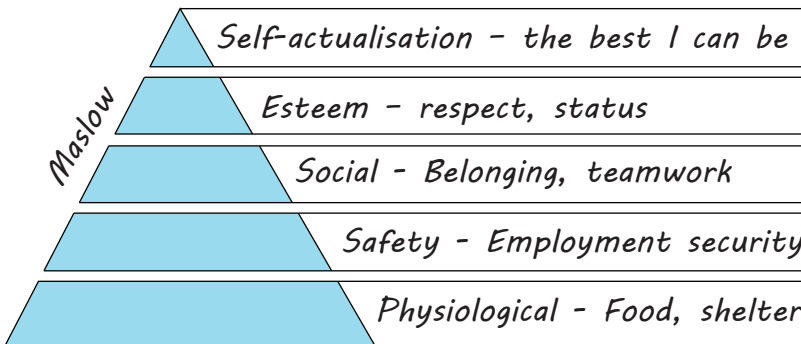 Self-actualisation - the best I can be
Maslow
Esteem - respect, status
Social - Belonging, teamwork
Safety - Employment security
Physiological - Food, shelter